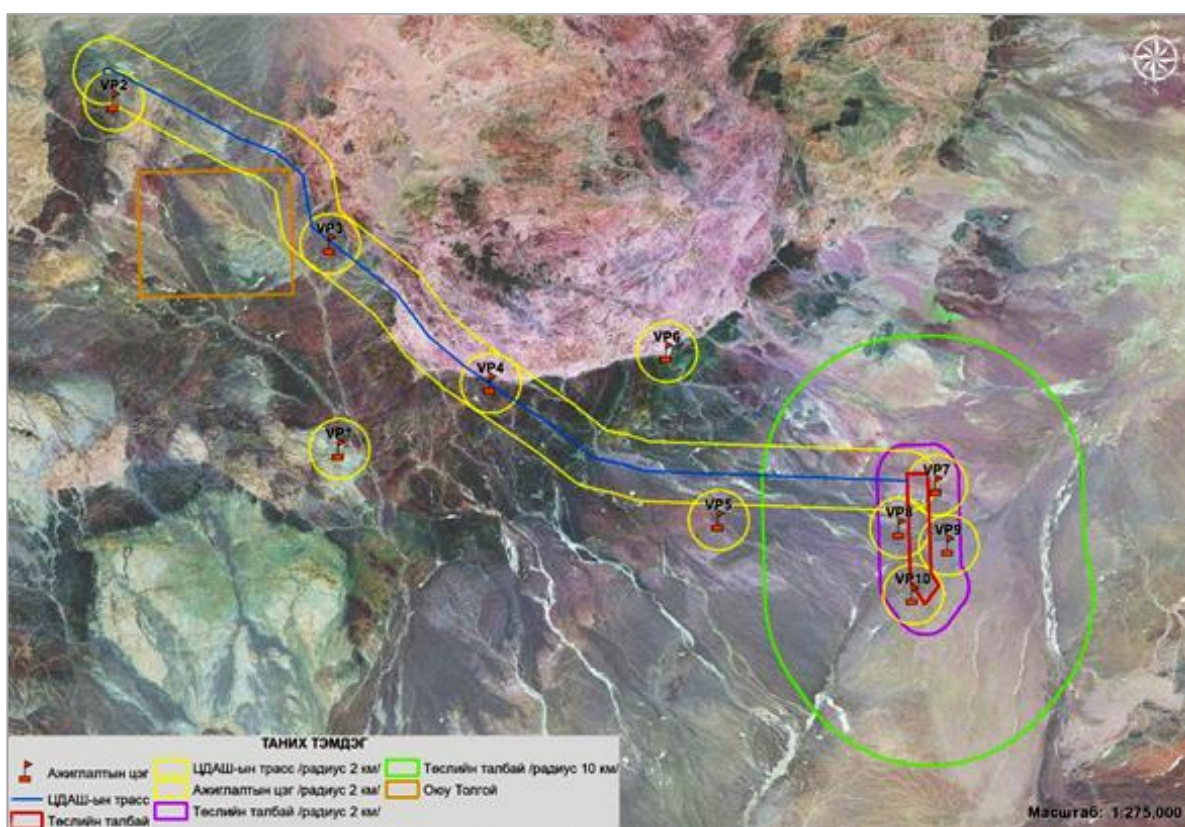 VP2
VP3
VP6
VP4
VP1
VP7
VP5
VP8
VP9
VP10
ТАНИХ ТЭМДЭГ
Ажиглалтын цэг
ЦДАШ-ын трасс
Төслийн талбай
ЦДАШ-ын трасс /радиус 2 км/
Ажиглалтын цэг /радиус 2 км/
Төслийн талбай /радиус 2 км/
Төслийн талбай /радиус 10 км/
Оюу Толгой
Масштаб: 1:275,000